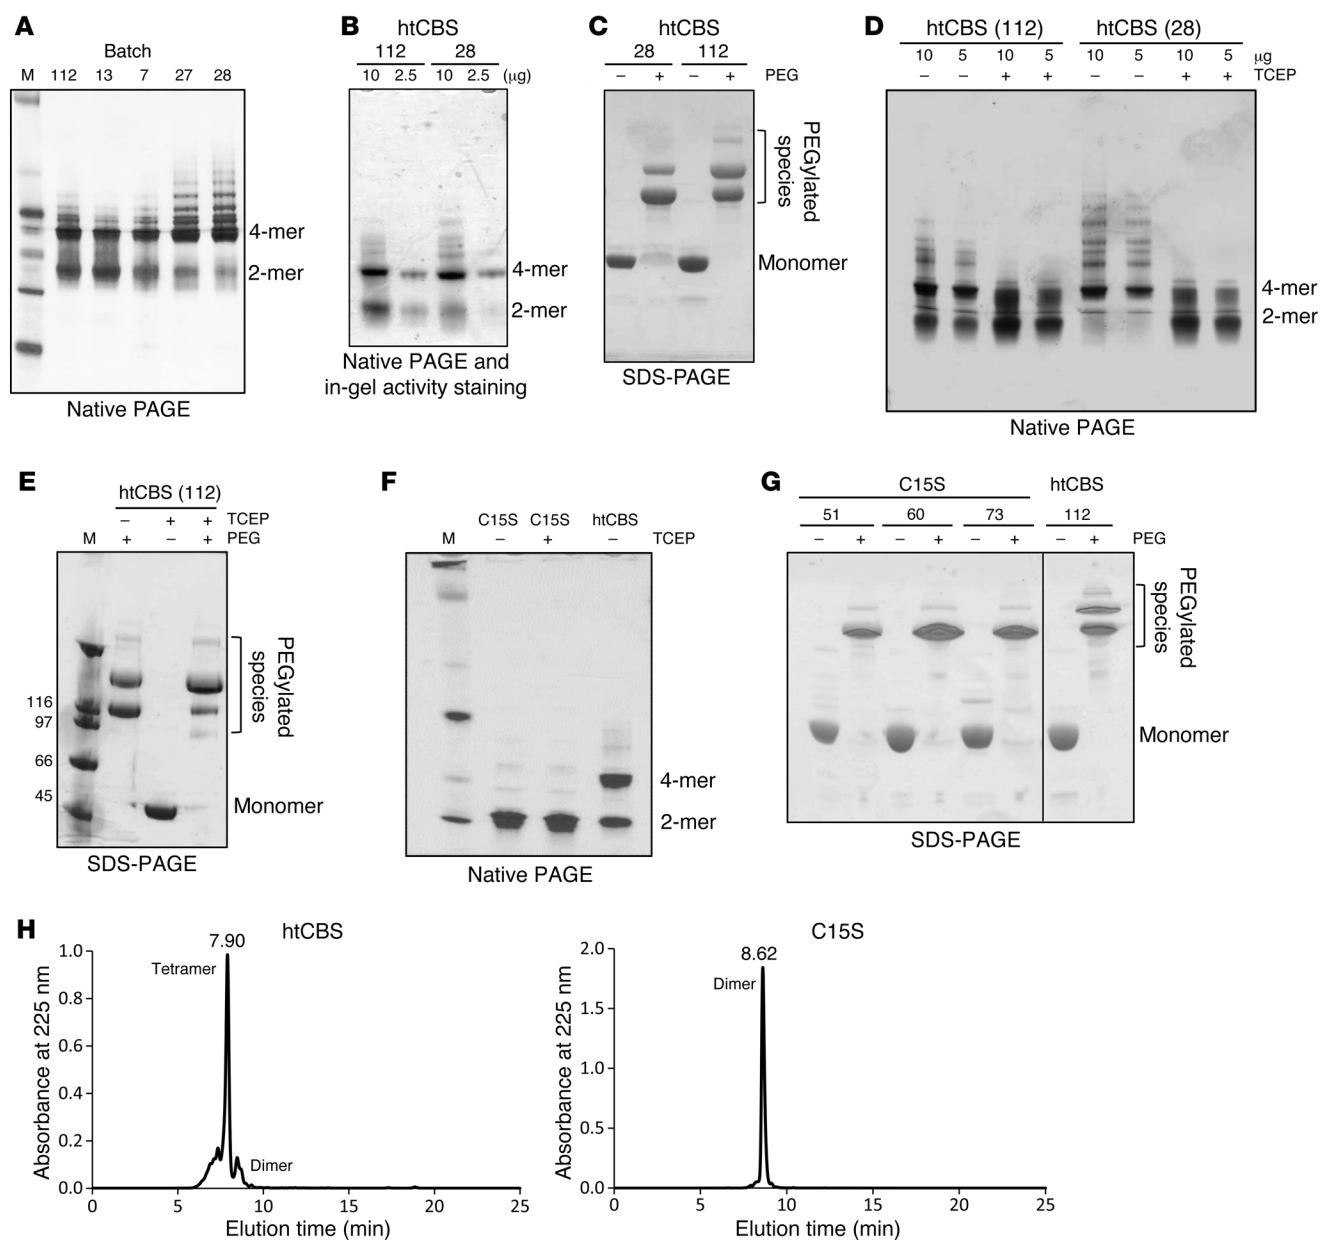 A
Batch
M 112 13 7 27 28
4-mer
2-mer
Native PAGE
B
htCBS
112 28
10 2.5 10 2.5 (µg)
4-mer
2-mer
Native PAGE and
in-gel activity staining
C
htCBS
28 112
– + – + PEG
PEGylated
species
Monomer
SDS-PAGE
D
htCBS (112) htCBS (28)
10 5 10 5 10 5 10 5 µg
– – + + – – + + TCEP
4-mer
2-mer
Native PAGE
E
htCBS (112)
– + + TCEP
M + – + PEG
116
97
66
45
PEGylated
species
Monomer
SDS-PAGE
F
C15S C15S htCBS
M – + – TCEP
4-mer
2-mer
Native PAGE
G
C15S htCBS
51 60 73 112
– + – + – + – + PEG
PEGylated
species
Monomer
SDS-PAGE
H
htCBS
7.90
Tetramer
Dimer
Absorbance at 225 nm
1.0
0.8
0.6
0.4
0.2
0.0
0 5 10 15 20 25
Elution time (min)
C15S
8.62
Dimer
Absorbance at 225 nm
2.0
1.5
1.0
0.5
0.0
0 5 10 15 20 25
Elution time (min)